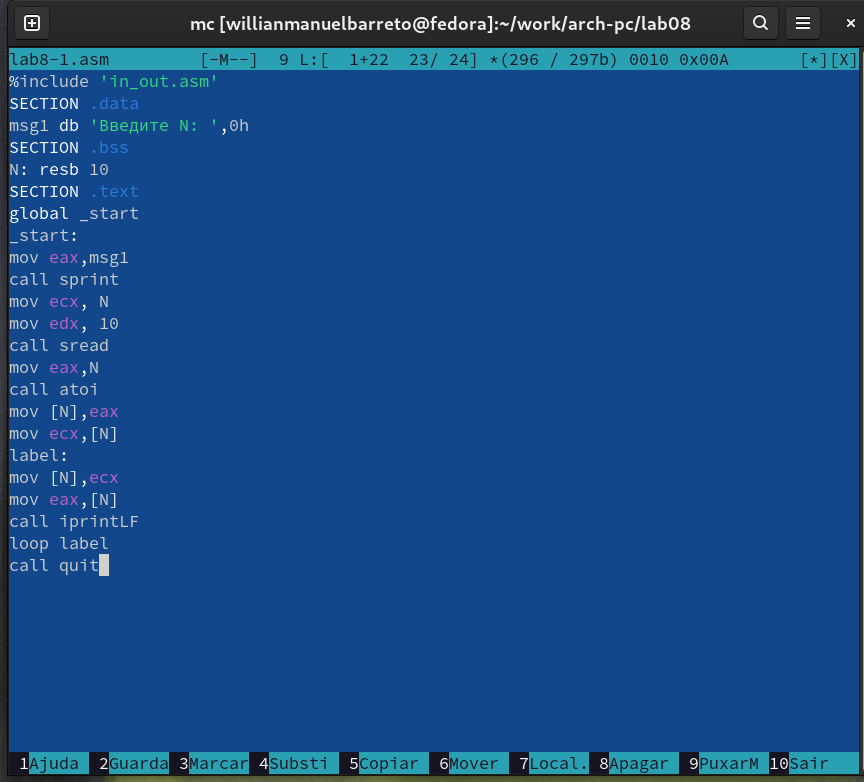 mc [willianmanuelbarreto@fedora]:~/work/arch-pc/lab08
lab8-1.asm [-M--] 9 L:[ 1+22 23/ 24] *(296 / 297b) 0010 0x00A [*][X]
%include 'in_out.asm'
SECTION .data
msg1 db 'Введите N: ',0h
SECTION .bss
N: resb 10
SECTION .text
global _start
_start:
mov eax,msg1
call sprint
mov ecx, N
mov edx, 10
call sread
mov eax,N
call atoi
mov [N],eax
mov ecx,[N]
label:
mov [N],ecx
mov eax,[N]
call iprintLF
loop label
call quit
1Ajuda 2Guarda 3Marcar 4Substi 5Copiar 6Mover 7Local. 8Apagar 9PuxarM 10Sair